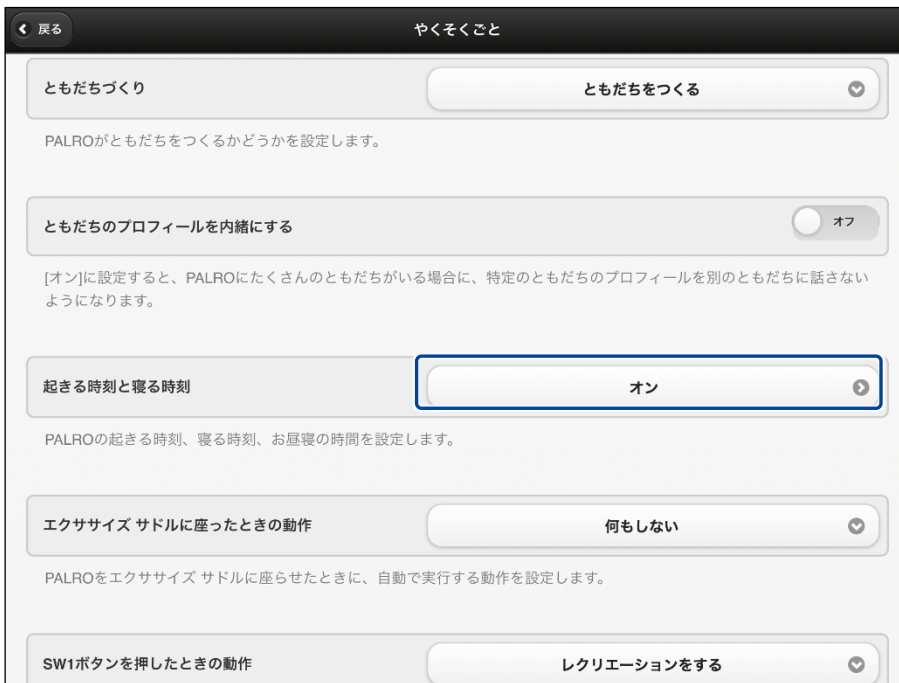 戻る
やくそくごと
ともだちづくり
ともだちをつくる
PALROがともだちをつくるかどうかを設定します。
ともだちのプロフィールを内緒にする
オフ
[オン]に設定すると、PALROにたくさんのともだちがいる場合に、特定のともだちのプロフィールを別のともだちに話さない
ようになります。
起きる時刻と寝る時刻
オン
PALROの起きる時刻、寝る時刻、お昼寝の時間を設定します。
エクササイズ サドルに座ったときの動作
何もしない
PALROをエクササイズ サドルに座らせたときに、自動で実行する動作を設定します。
SW1ボタンを押したときの動作
レクリエーションをする